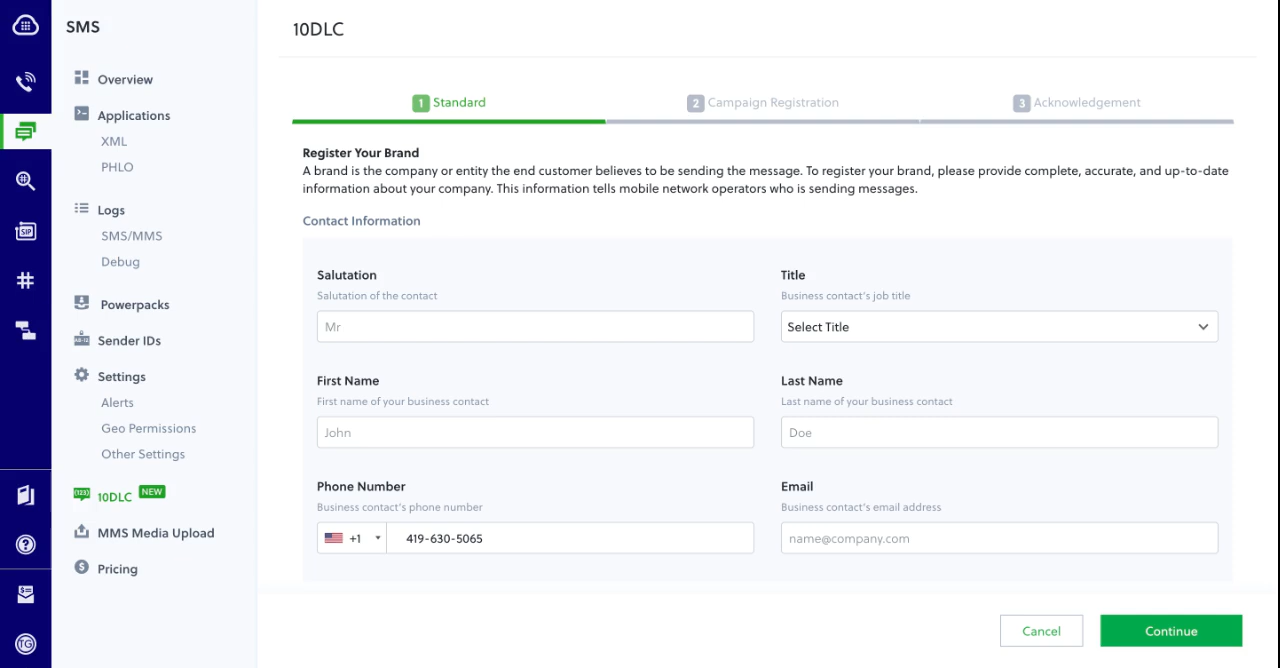 SMS
Overview
Applications
XML
PHLO
Logs
SMS/MMS
Debug
Powerpacks
Sender IDs
Settings
Alerts
Geo Permissions
Other Settings
10DLC NEW
MMS Media Upload
Pricing
SIP
TG
10DLC
1 Standard
2 Campaign Registration
3 Acknowledgement
Register Your Brand
A brand is the company or entity the end customer believes to be sending the message. To register your brand, please provide complete, accurate, and up-to-date
information about your company. This information tells mobile network operators who is sending messages.
Contact Information
Salutation
Salutation of the contact
Mr
Title
Business contact's job title
Select Title
First Name
First name of your business contact
John
Last Name
Last name of your business contact
Doe
Phone Number
Business contact's phone number
+1 419-630-5065
Email
Business contact's email address
name@company.com
Cancel
Continue